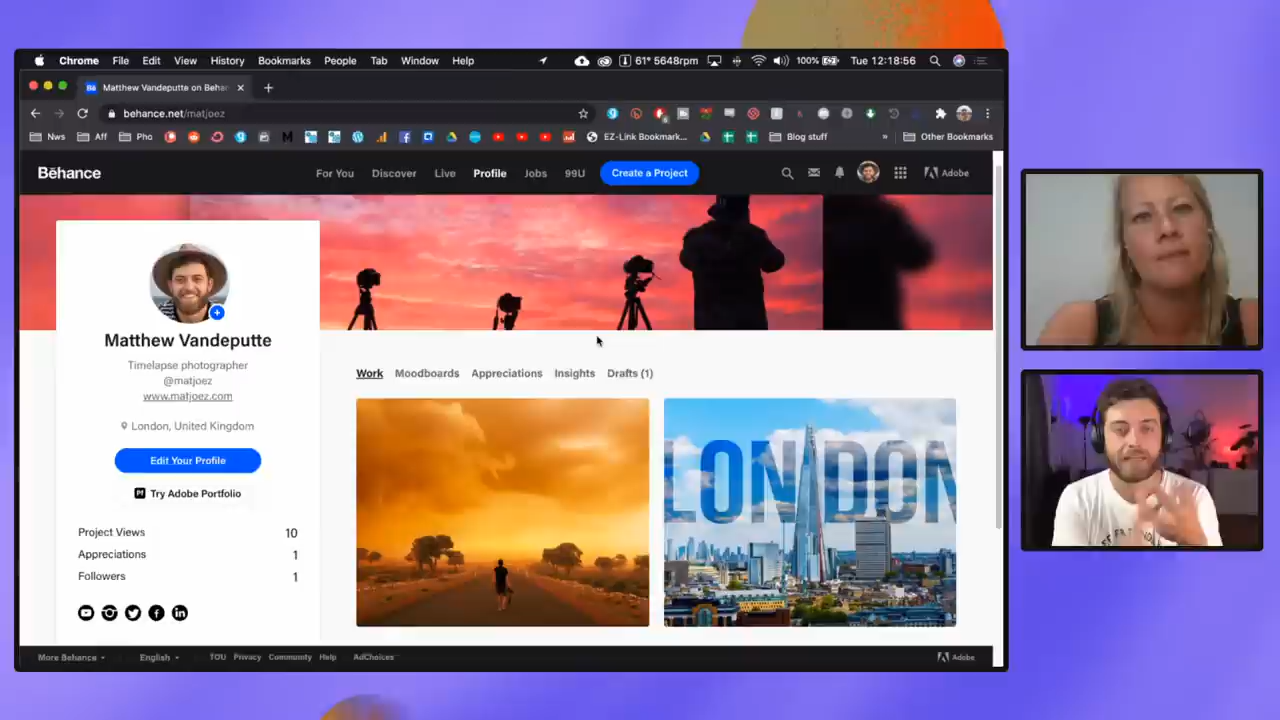 Chrome File Edit View History Bookmarks People Tab Window Help 61° 5648rpm 100% Tue 12:18:56
Matthew Vandeputte on Beha
behance.net/matjoez
Nws Aff Pho EZ-Link Bookmark... Blog stuff » Other Bookmarks
Bēhance For You Discover Live Profile Jobs 99U Create a Project Adobe
Matthew Vandeputte
Timelapse photographer
@matjoez
www.matjoez.com
London, United Kingdom
Edit Your Profile
Try Adobe Portfolio
Project Views 10
Appreciations 1
Followers 1
Work Moodboards Appreciations Insights Drafts (1)
LONDON
More Behance English TOU Privacy Community Help AdChoices Adobe